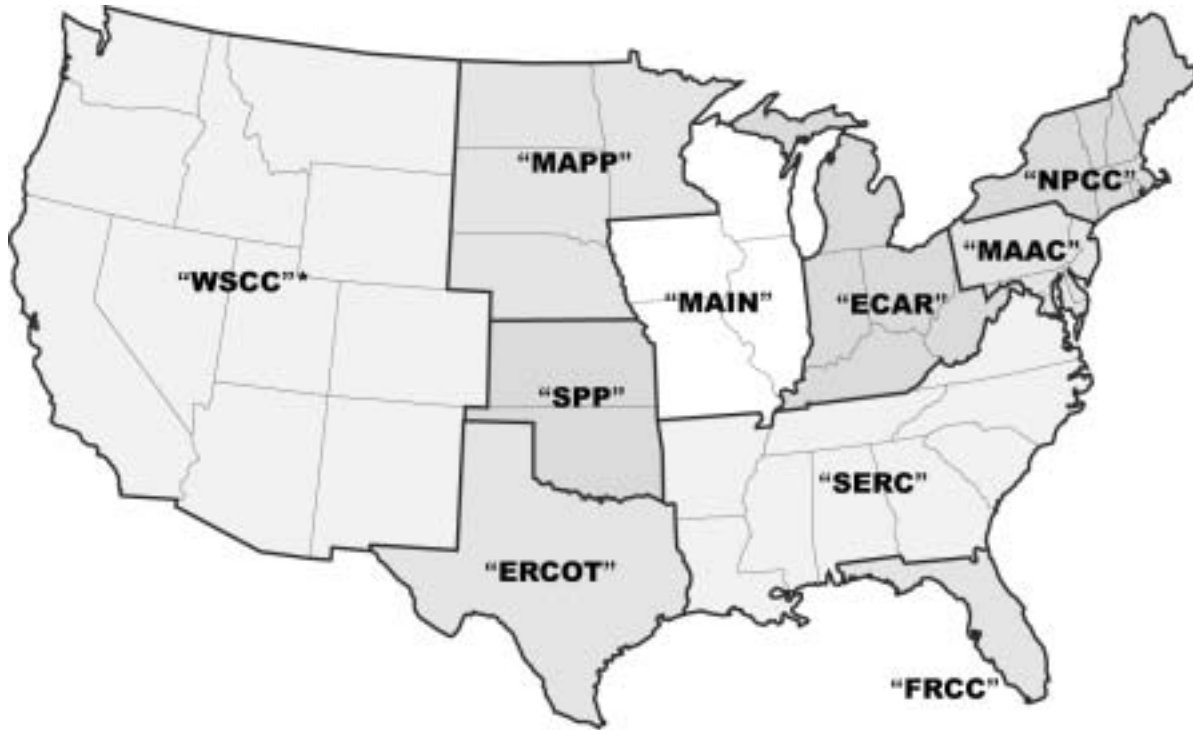 “MAPP”
“NPCC”
“MAAC”
“WSCC”*
“MAIN”
“ECAR”
“SPP”
“SERC”
“ERCOT”
“FRCC”